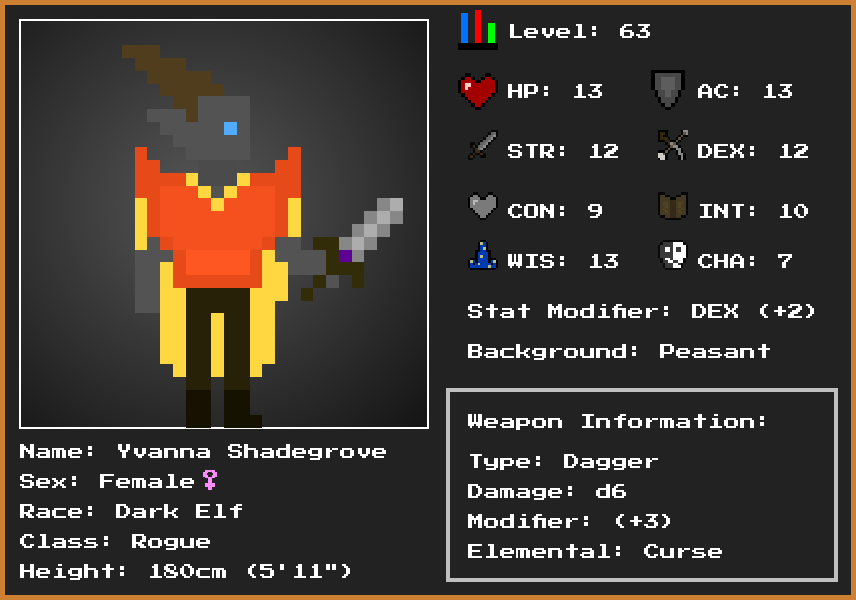 Level: 63
HP: 13 AC: 13
STR: 12 DEX: 12
CON: 9 INT: 10
WIS: 13 CHA: 7
Stat Modifier: DEX (+2)
Background: Peasant
Weapon Information:
Type: Dagger
Damage: d6
Modifier: (+3)
Elemental: Curse
Name: Yvanna Shadegrove
Sex: Female♀
Race: Dark Elf
Class: Rogue
Height: 180cm (5'11")